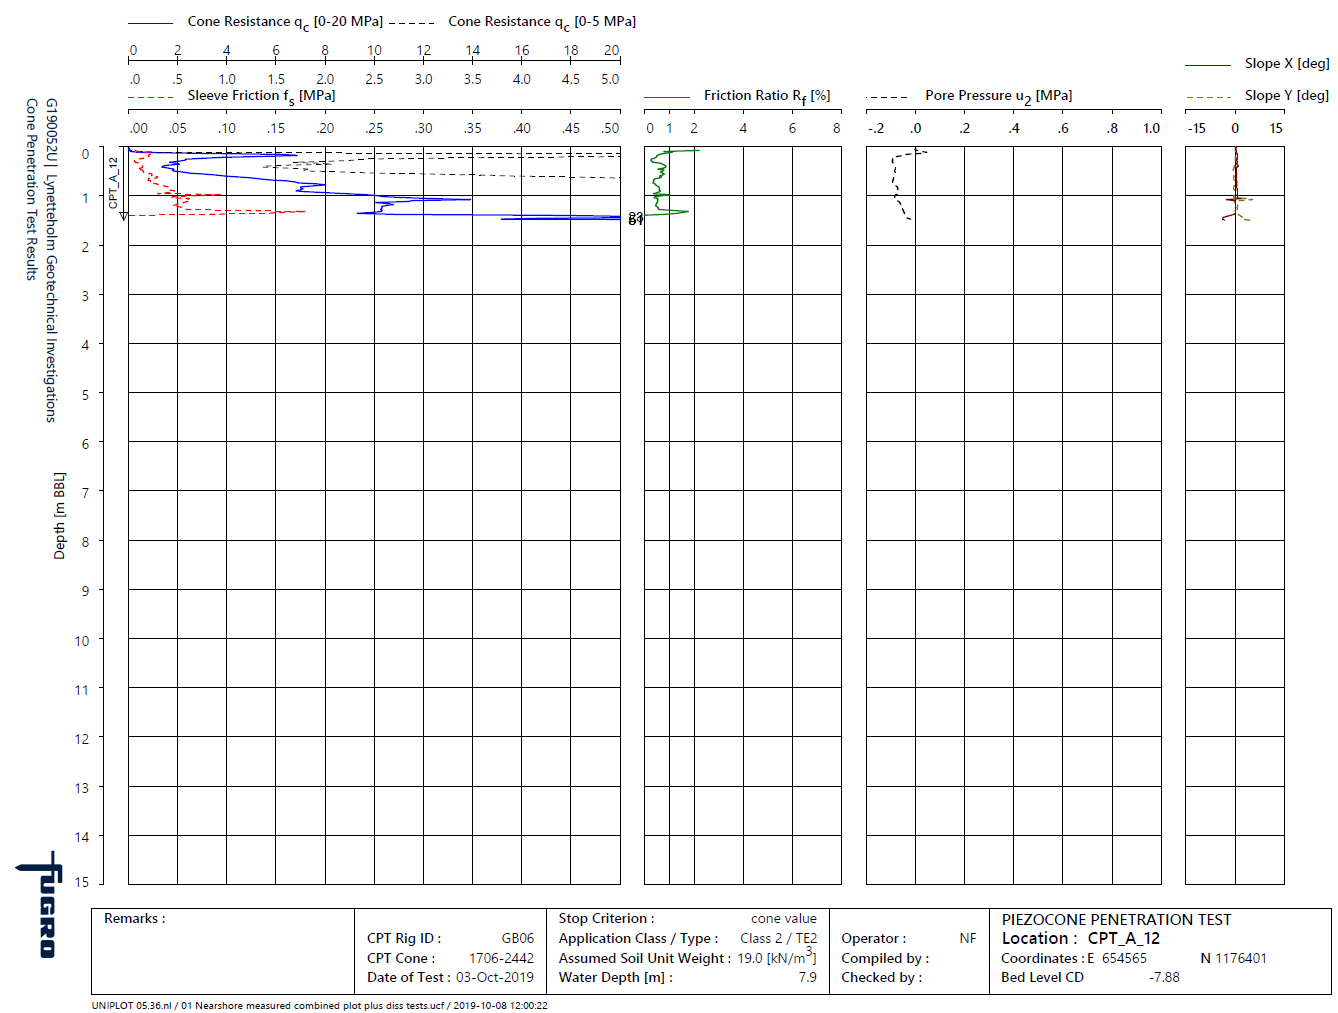 Cone Resistance qc [0-20 MPa]
Cone Resistance qc [0-5 MPa]
0 2 4 6 8 10 12 14 16 18 20
.0 .5 1.0 1.5 2.0 2.5 3.0 3.5 4.0 4.5 5.0
Sleeve Friction fs [MPa]
.00 .05 .10 .15 .20 .25 .30 .35 .40 .45 .50
Friction Ratio Rf [%]
0 1 2 4 6 8
Pore Pressure u2 [MPa]
-.2 .0 .2 .4 .6 .8 1.0
Slope X [deg]
Slope Y [deg]
-15 0 15
G190052U | Lynetteholm Geotechnical Investigations
Cone Penetration Test Results
Depth [m BBL]
CPT_A_12
0
1
2
3
4
5
6
7
8
9
10
11
12
13
14
15
FUGRO
Remarks :
CPT Rig ID : GB06
CPT Cone : 1706-2442
Date of Test : 03-Oct-2019
Stop Criterion : cone value
Application Class / Type : Class 2 / TE2
Assumed Soil Unit Weight : 19.0 [kN/m3]
Water Depth [m] : 7.9
Operator : NF
Compiled by :
Checked by :
PIEZOCONE PENETRATION TEST
Location : CPT_A_12
Coordinates : E 654565 N 1176401
Bed Level CD -7.88
UNIPLOT 05.36.nl / 01 Nearshore measured combined plot plus diss tests.ucf / 2019-10-08 12:00:22